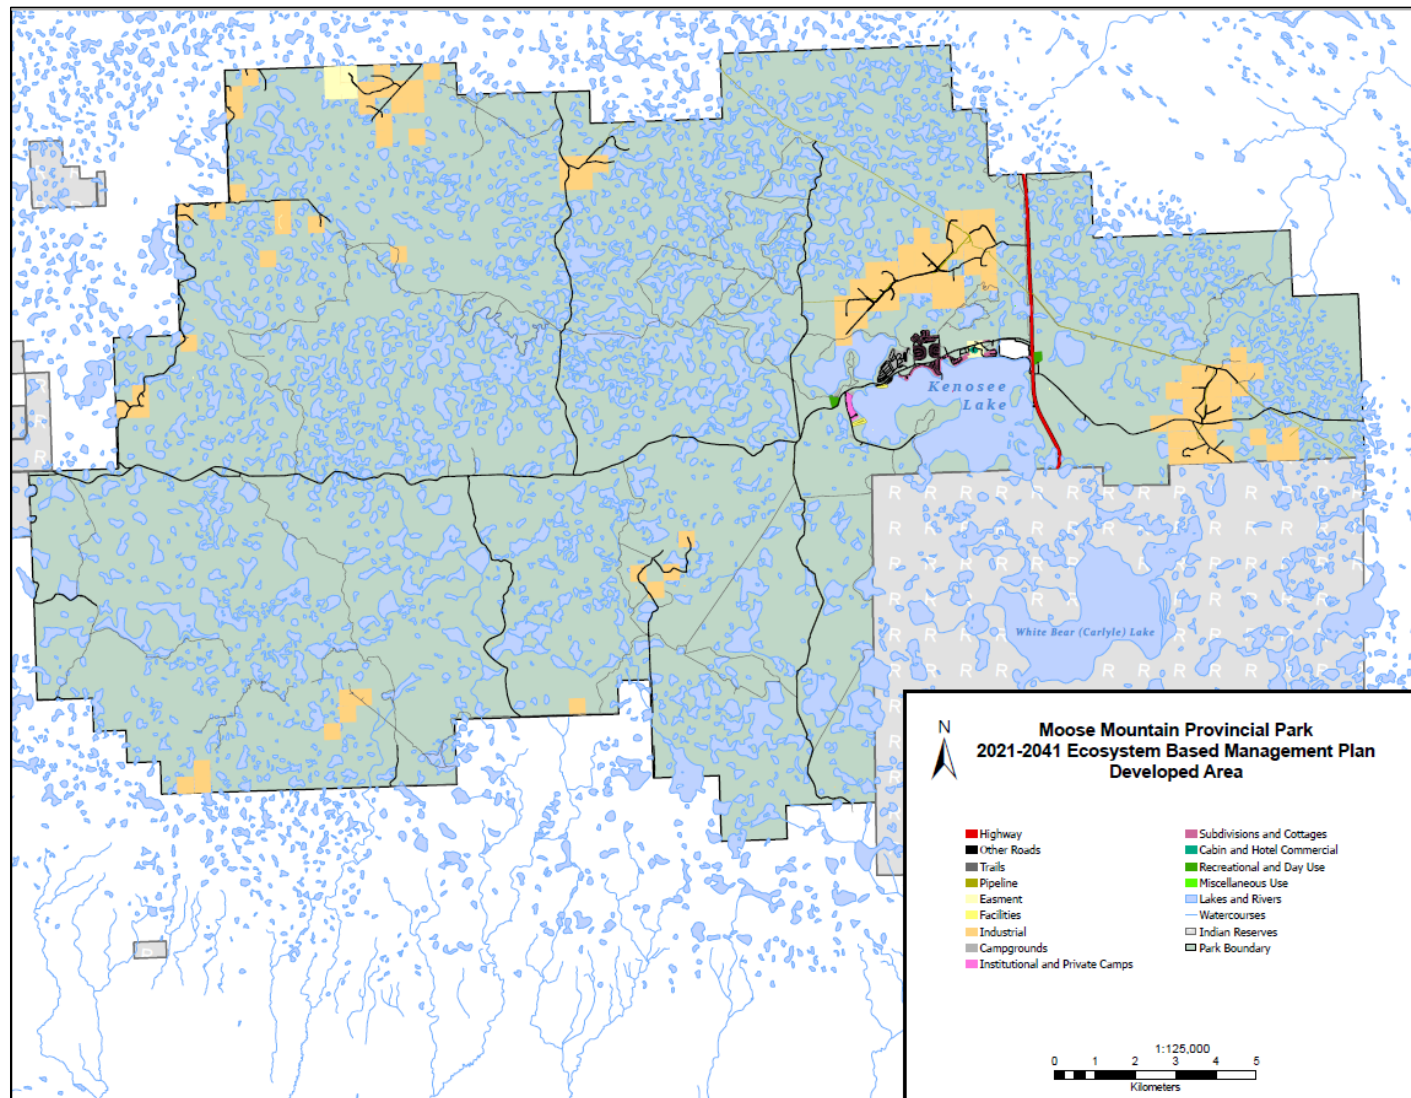 Kenosee
Lake
White Bear (Carlyle) Lake
N
Moose Mountain Provincial Park
2021-2041 Ecosystem Based Management Plan
Developed Area
Highway
Other Roads
Trails
Pipeline
Easment
Facilities
Industrial
Campgrounds
Institutional and Private Camps
Subdivisions and Cottages
Cabin and Hotel Commercial
Recreational and Day Use
Miscellaneous Use
Lakes and Rivers
Watercourses
Indian Reserves
Park Boundary
1:125,000
0 1 2 3 4 5
Kilometers